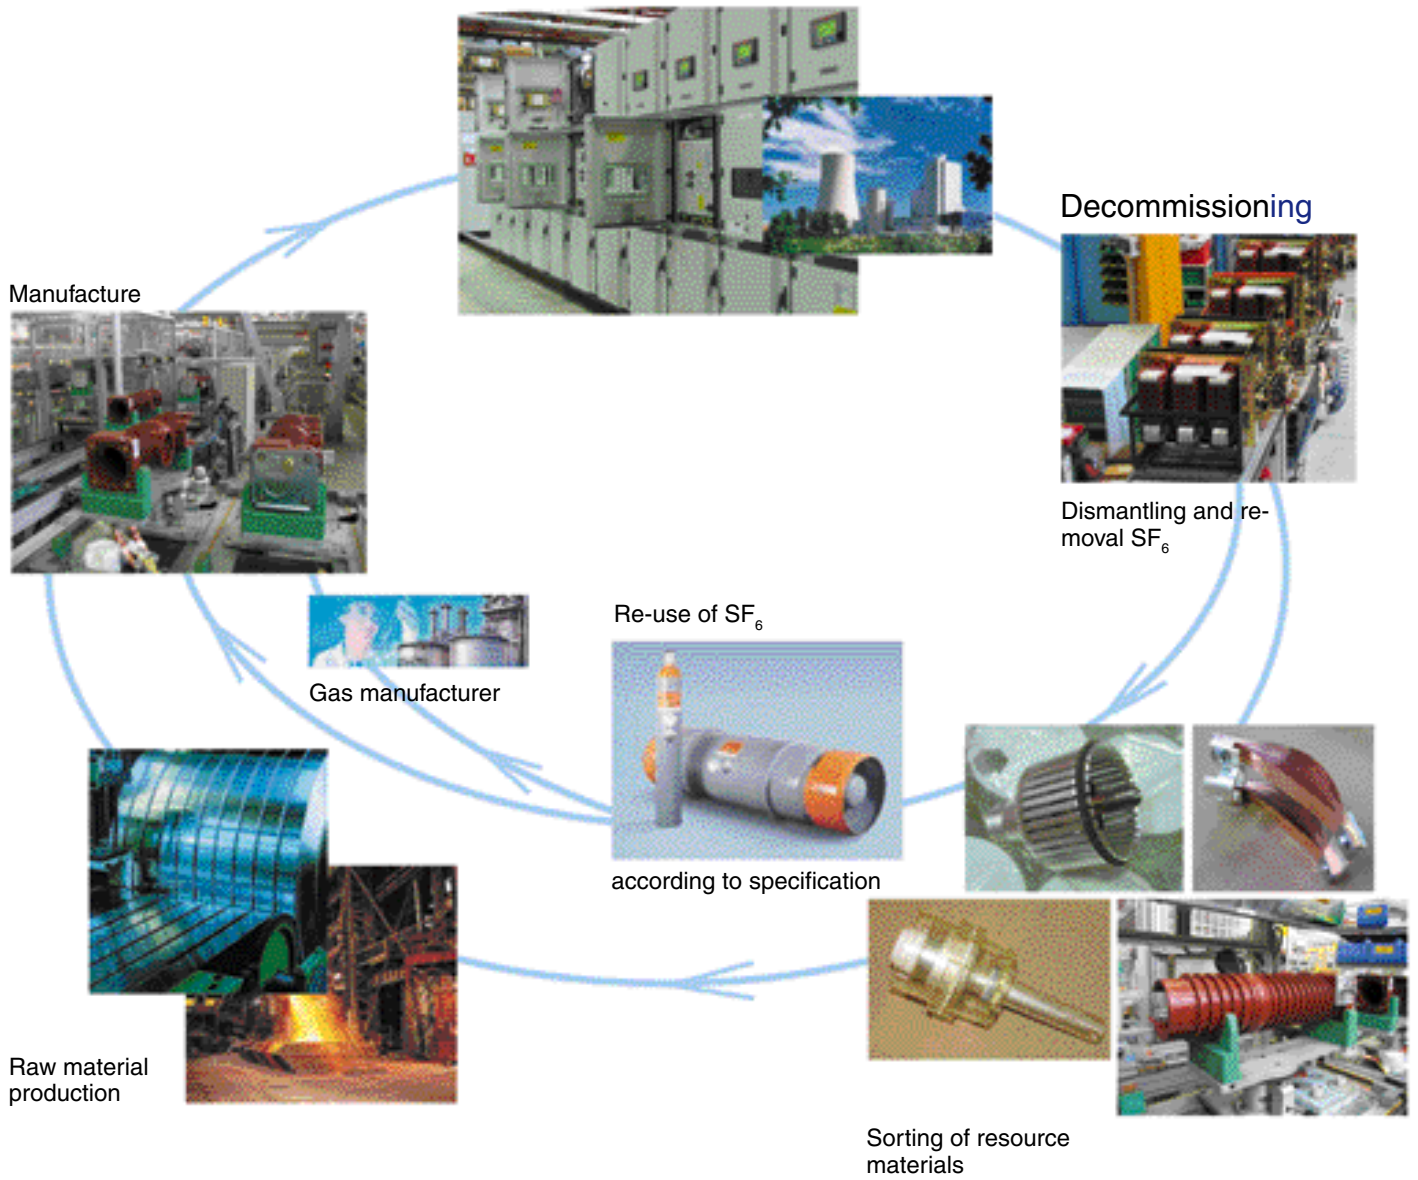 Decommissioning
Manufacture
Dismantling and re-
moval SF₆
Re-use of SF₆
Gas manufacturer
according to specification
Raw material
production
Sorting of resource
materials